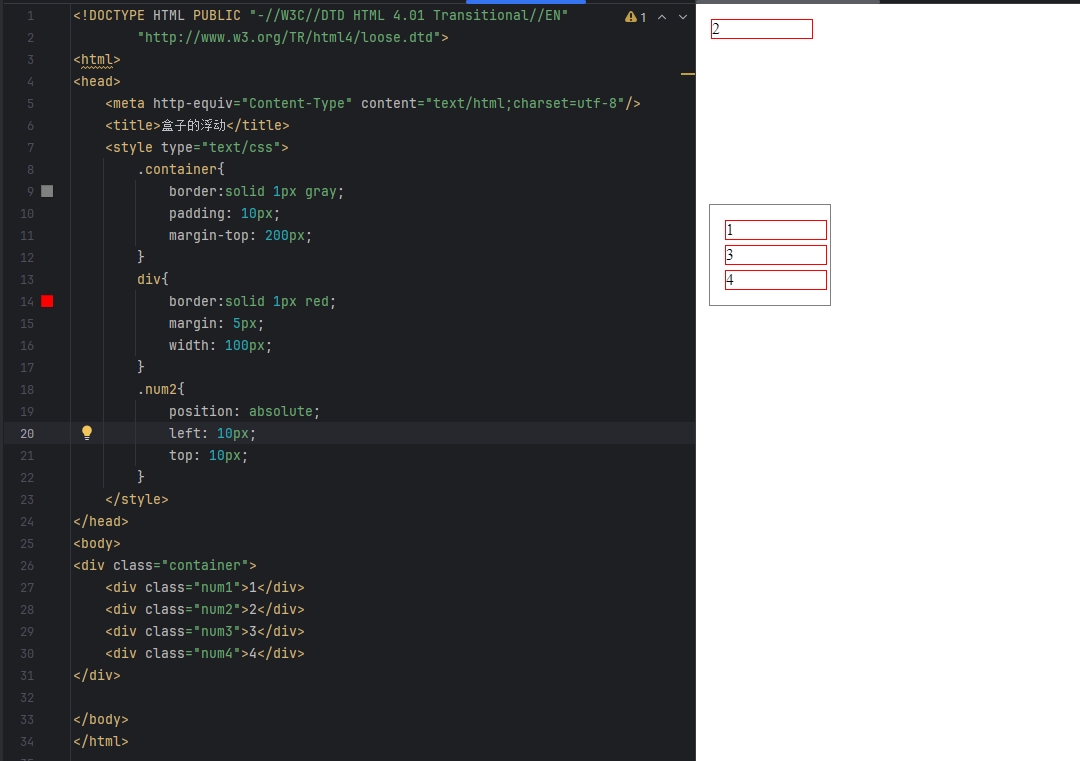 <!DOCTYPE HTML PUBLIC "-//W3C//DTD HTML 4.01 Transitional//EN"
"http://www.w3.org/TR/html4/loose.dtd">
<html>
<head>
<meta http-equiv="Content-Type" content="text/html;charset=utf-8"/>
<title>盒子的浮动</title>
<style type="text/css">
.container{
border:solid 1px gray;
padding: 10px;
margin-top: 200px;
}
div{
border:solid 1px red;
margin: 5px;
width: 100px;
}
.num2{
position: absolute;
left: 10px;
top: 10px;
}
</style>
</head>
<body>
<div class="container">
<div class="num1">1</div>
<div class="num2">2</div>
<div class="num3">3</div>
<div class="num4">4</div>
</div>
</body>
</html>
1
2
3
4
5
6
7
8
9
10
11
12
13
14
15
16
17
18
19
20
21
22
23
24
25
26
27
28
29
30
31
32
33
34
1
2
1
3
4